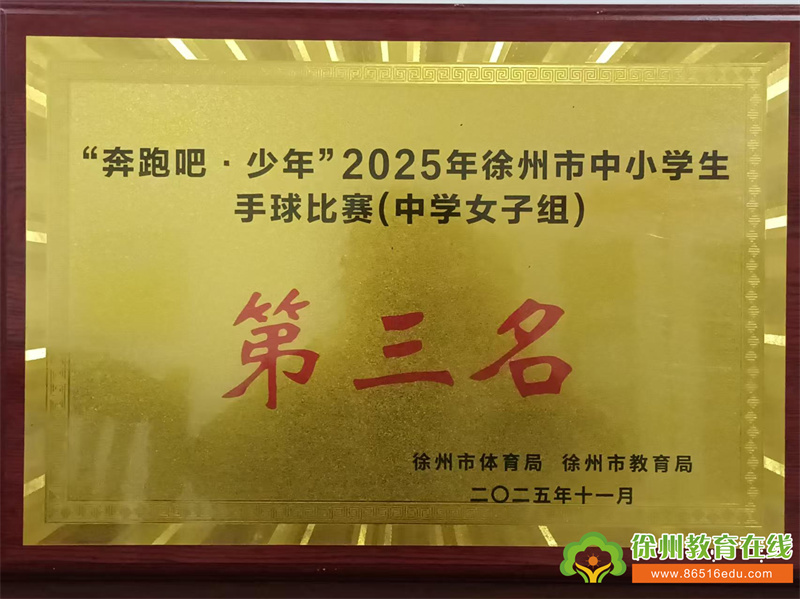 “奔跑吧·少年”2025年徐州市中小学生
手球比赛(中学女子组)
第三名
徐州市体育局 徐州市教育局
二〇二五年十一月
徐州教育在线
www.86516edu.com